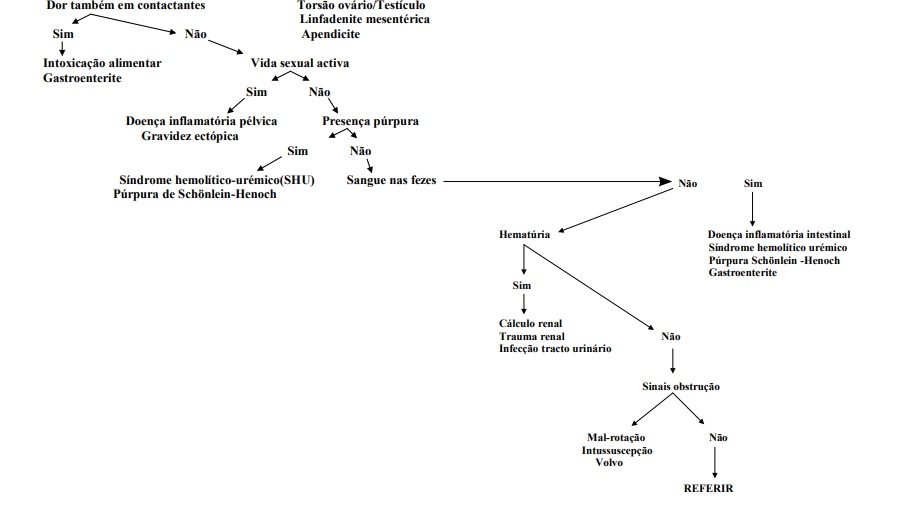 Dor também em contactantes
Torsão ovário/Testículo
Linfadenite mesentérica
Apendicite
Sim
Não
Intoxicação alimentar
Gastroenterite
Vida sexual activa
Sim
Não
Doença inflamatória pélvica
Gravidez ectópica
Presença púrpura
Sim
Não
Síndrome hemolítico-urémico(SHU)
Púrpura de Schönlein-Henoch
Sangue nas fezes
Não
Sim
Hematúria
Doença inflamatória intestinal
Síndrome hemolítico urémico
Púrpura Schönlein -Henoch
Gastroenterite
Sim
Cálculo renal
Trauma renal
Infecção tracto urinário
Não
Sinais obstrução
Mal-rotação
Intussuscepção
Volvo
Não
REFERIR